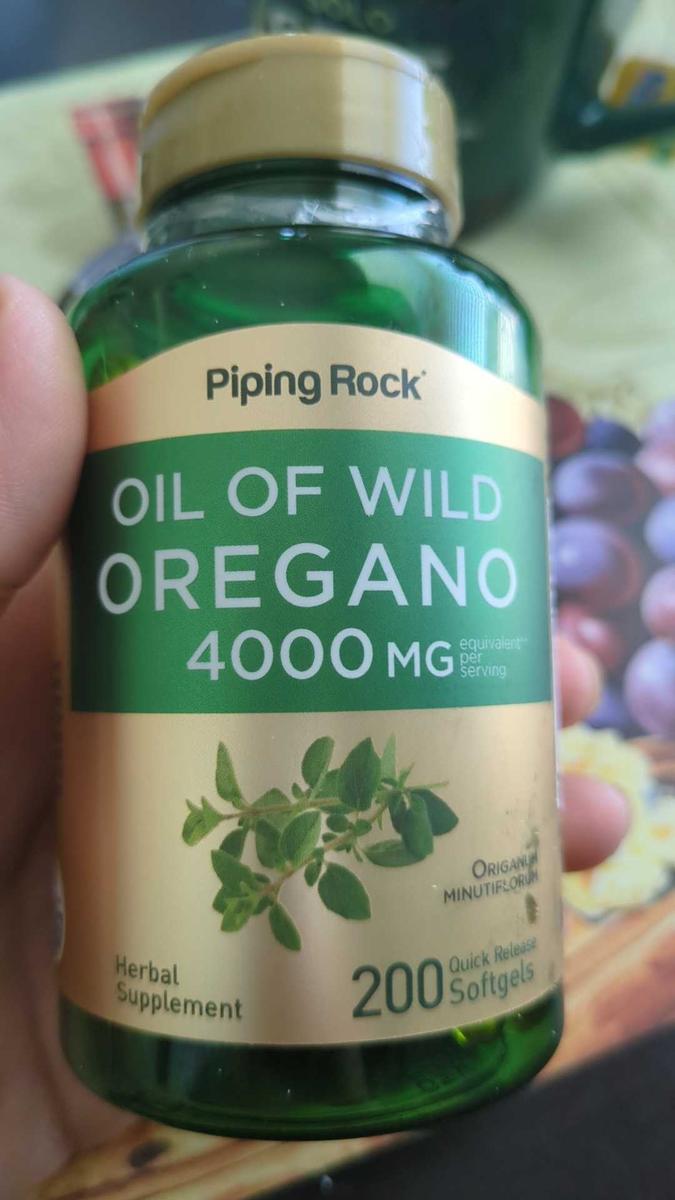 Piping Rock®
OIL OF WILD
OREGANO
4000 MG equivalent**
per
serving
ORIGANUM
MINUTIFLORUM
Herbal
Supplement
200 Quick Release
Softgels